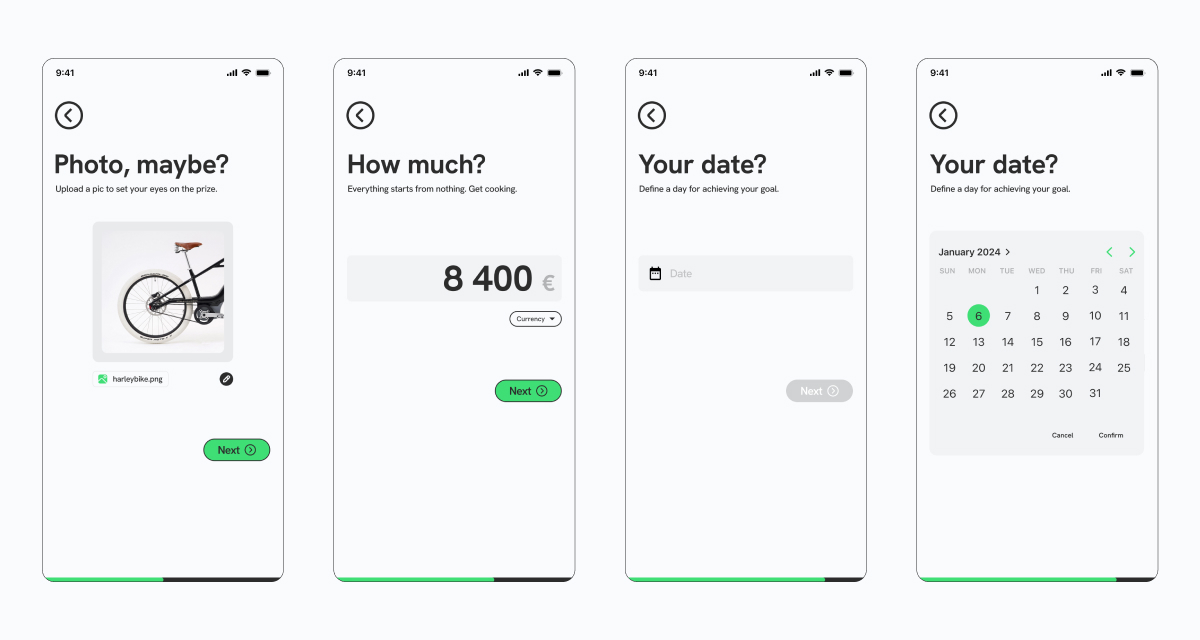 9:41
Photo, maybe?
Upload a pic to set your eyes on the prize.
harleybike.png
Next
9:41
How much?
Everything starts from nothing. Get cooking.
8 400 €
Currency
Next
9:41
Your date?
Define a day for achieving your goal.
Date
Next
9:41
Your date?
Define a day for achieving your goal.
January 2024
SUN MON TUE WED THU FRI SAT
1 2 3 4
5 6 7 8 9 10 11
12 13 14 15 16 17 18
19 20 21 22 23 24 25
26 27 28 29 30 31
Cancel Confirm